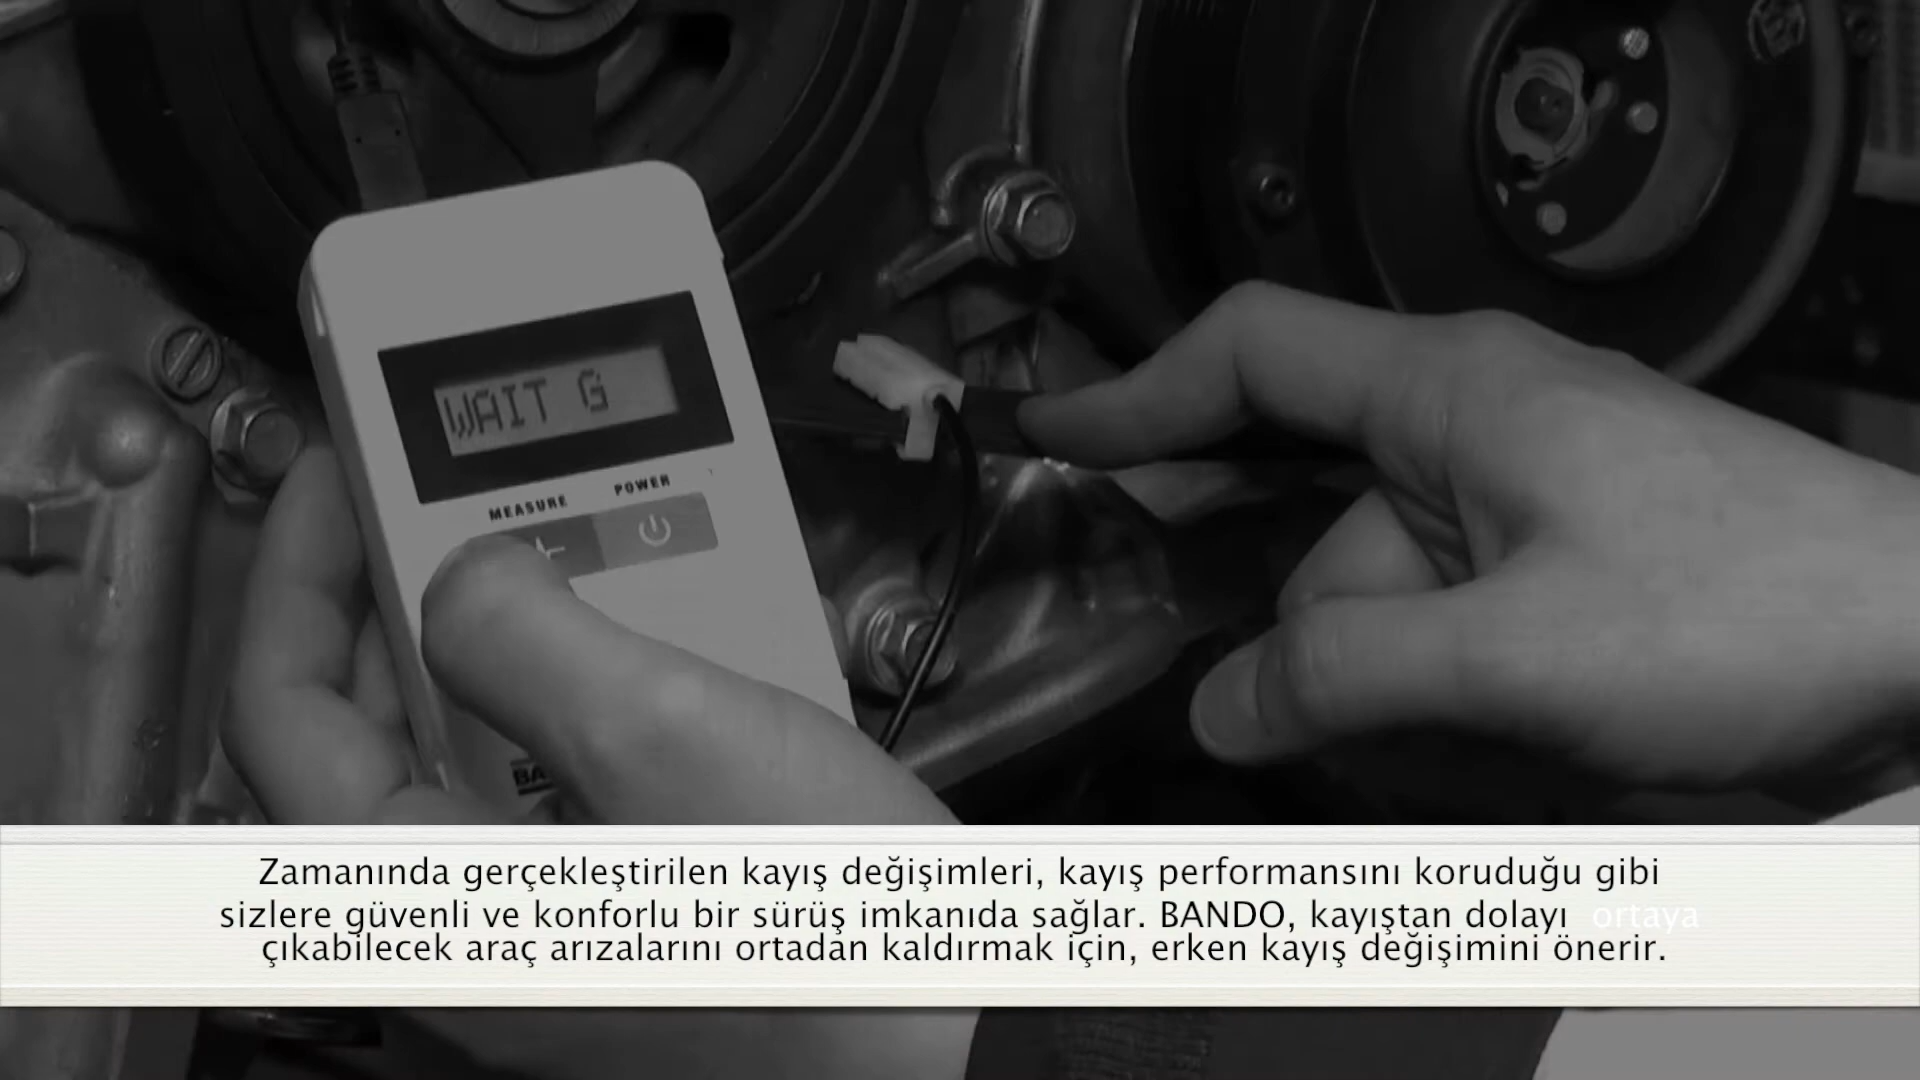 WAIT G
MEASURE
POWER
BA
Zamanında gerçekleştirilen kayış değişimleri, kayış performansını koruduğu gibi
sizlere güvenli ve konforlu bir sürüş imkanıda sağlar. BANDO, kayıştan dolayı ortaya
çıkabilecek araç arızalarını ortadan kaldırmak için, erken kayış değişimini önerir.